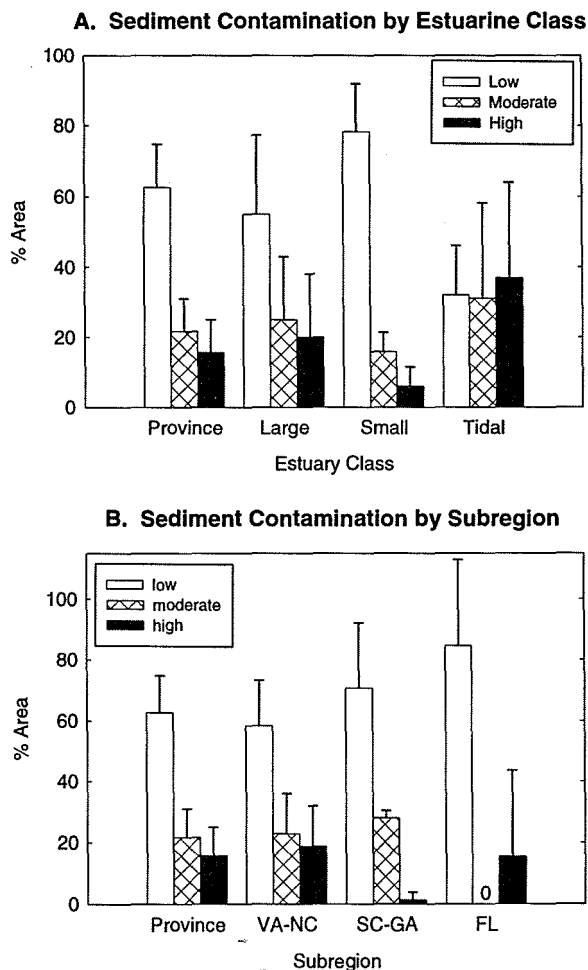 A. Sediment Contamination by Estuarine Class
100
80
60
40
20
0
% Area
Low
Moderate
High
Province Large Small Tidal
Estuary Class
B. Sediment Contamination by Subregion
100
80
60
40
20
0
% Area
low
moderate
high
0
Province VA-NC SC-GA FL
Subregion